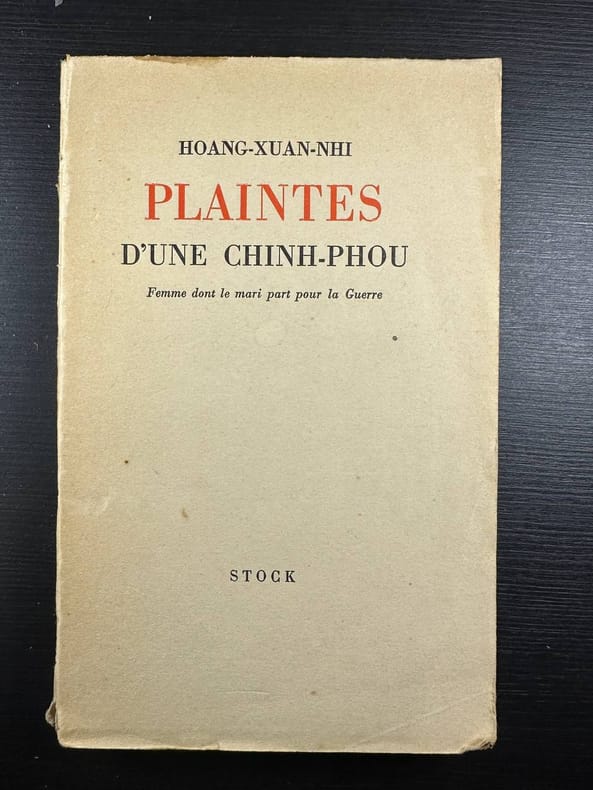 HOANG-XUAN-NHI
PLAINTES
D'UNE CHINH-PHOU
Femme dont le mari part pour la Guerre
STOCK